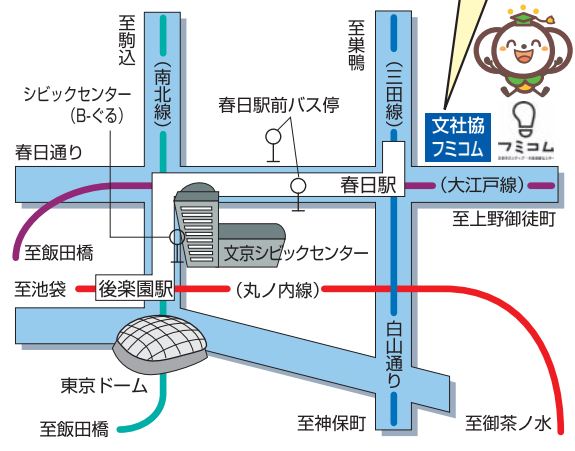 至駒込
（南北線）
シビックセンター
（B-ぐる）
春日駅前バス停
至巣鴨
（三田線）
文社協
フミコム
フミコム
春日通り
春日駅
（大江戸線）
至上野御徒町
至飯田橋
文京シビックセンター
至池袋
後楽園駅
（丸ノ内線）
白山通り
東京ドーム
至飯田橋
至神保町
至御茶ノ水